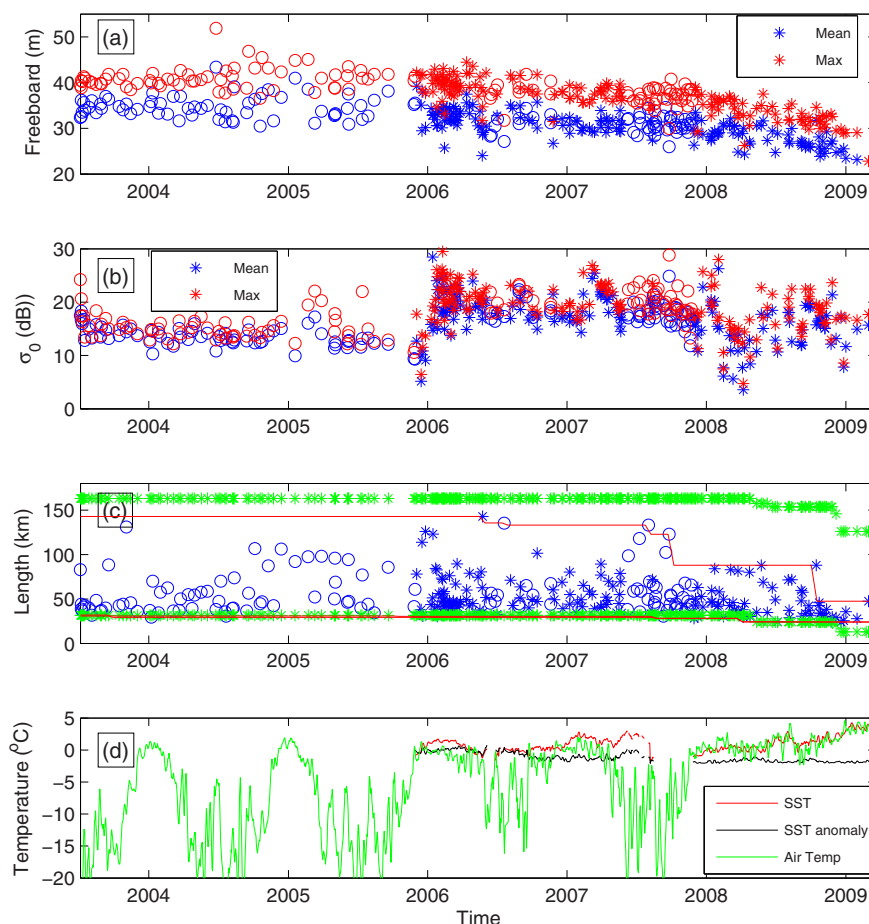 (a)
Freeboard (m)
50
40
30
20
Mean
Max
2004
2005
2006
2007
2008
2009
(b)
σ0 (dB))
30
20
10
0
Mean
Max
2004
2005
2006
2007
2008
2009
(c)
Length (km)
150
100
50
0
2004
2005
2006
2007
2008
2009
(d)
Temperature (ºC)
5
0
−5
−10
−15
−20
SST
SST anomaly
Air Temp
2004
2005
2006
2007
2008
2009
Time